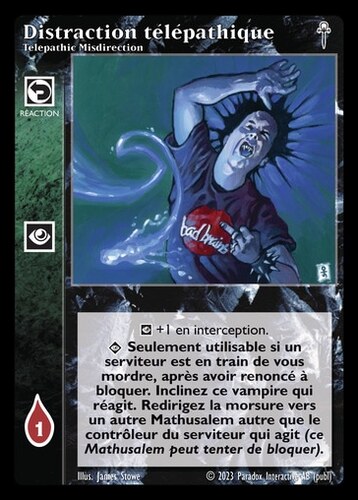 Distraction télépathique
Telepathic Misdirection
REACTION
bad brains
+1 en interception.
Seulement utilisable si un
serviteur est en train de vous
mordre, après avoir renoncé à
bloquer. Inclinez ce vampire qui
réagit. Redirigez la morsure vers
un autre Mathusalem autre que le
contrôleur du serviteur qui agit (ce
Mathusalem peut tenter de bloquer).
1
Illus. James Stowe
© 2023 Paradox Interactive AB (publ)